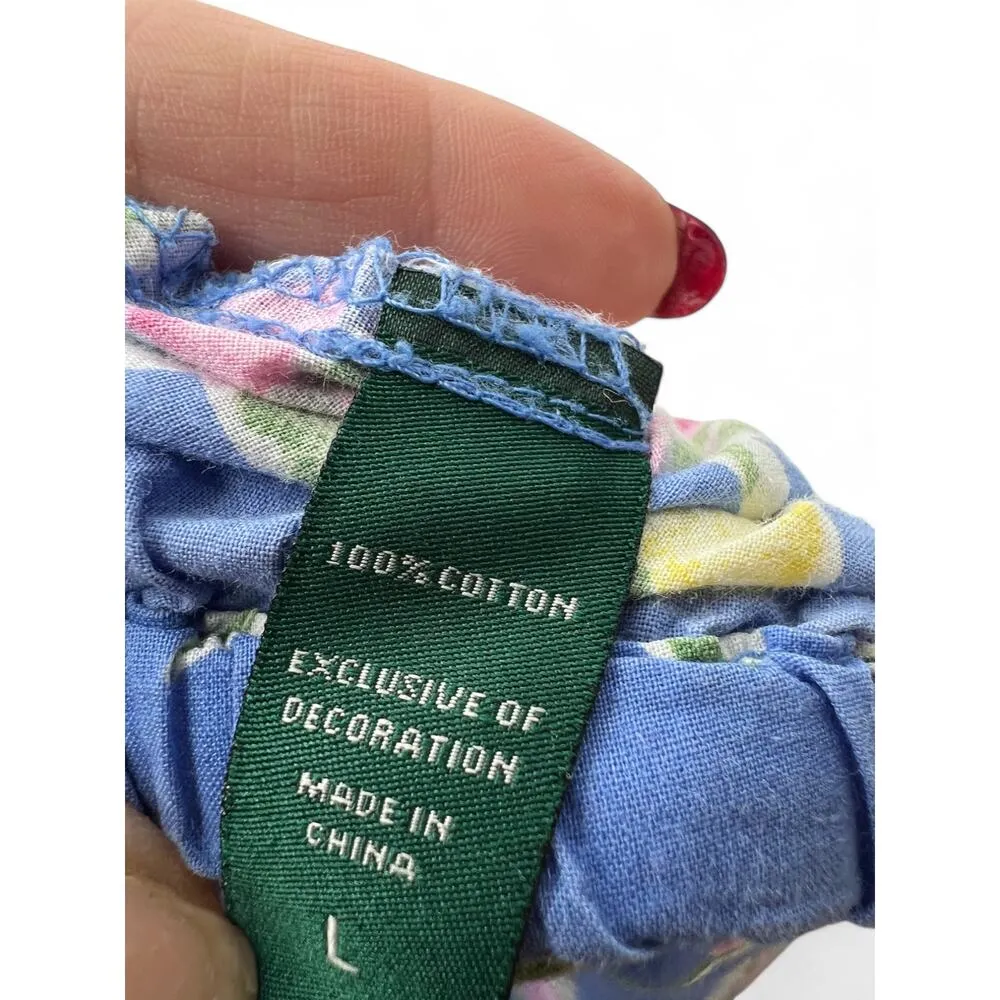 100% COTTON
EXCLUSIVE OF
DECORATION
MADE IN
CHINA
L